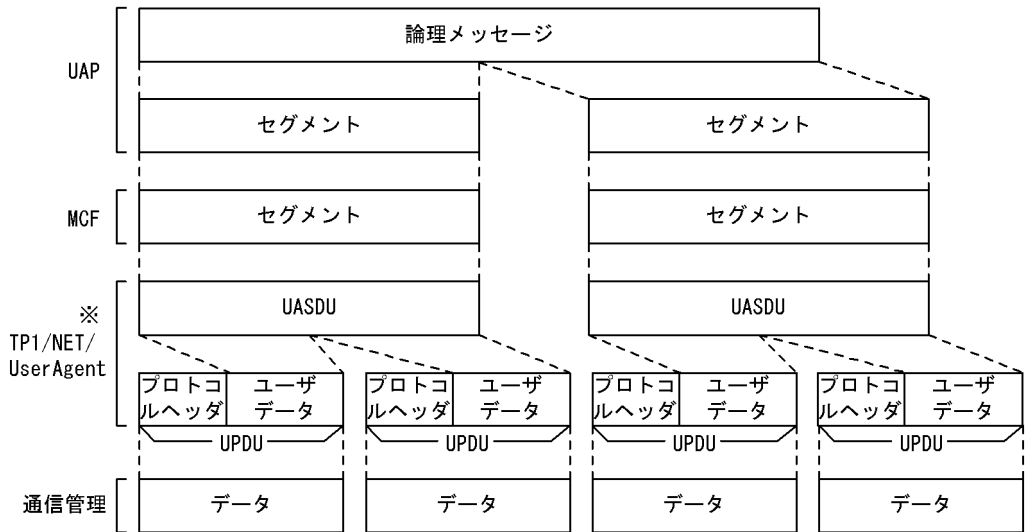 論理メッセージ
UAP
セグメント
セグメント
MCF
セグメント
セグメント
※
TP1/NET/
UserAgent
UASDU
UASDU
プロトコ
ルヘッダ
ユーザ
データ
プロトコ
ルヘッダ
ユーザ
データ
プロトコ
ルヘッダ
ユーザ
データ
プロトコ
ルヘッダ
ユーザ
データ
UPDU
UPDU
UPDU
UPDU
通信管理
データ
データ
データ
データ